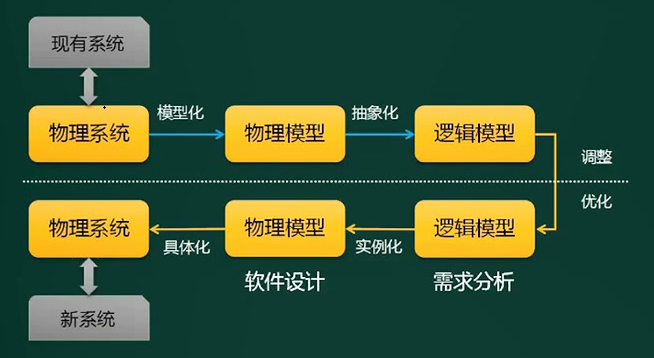 现有系统
物理系统
模型化
物理模型
抽象化
逻辑模型
调整
优化
物理系统
具体化
物理模型
实例化
逻辑模型
软件设计
需求分析
新系统